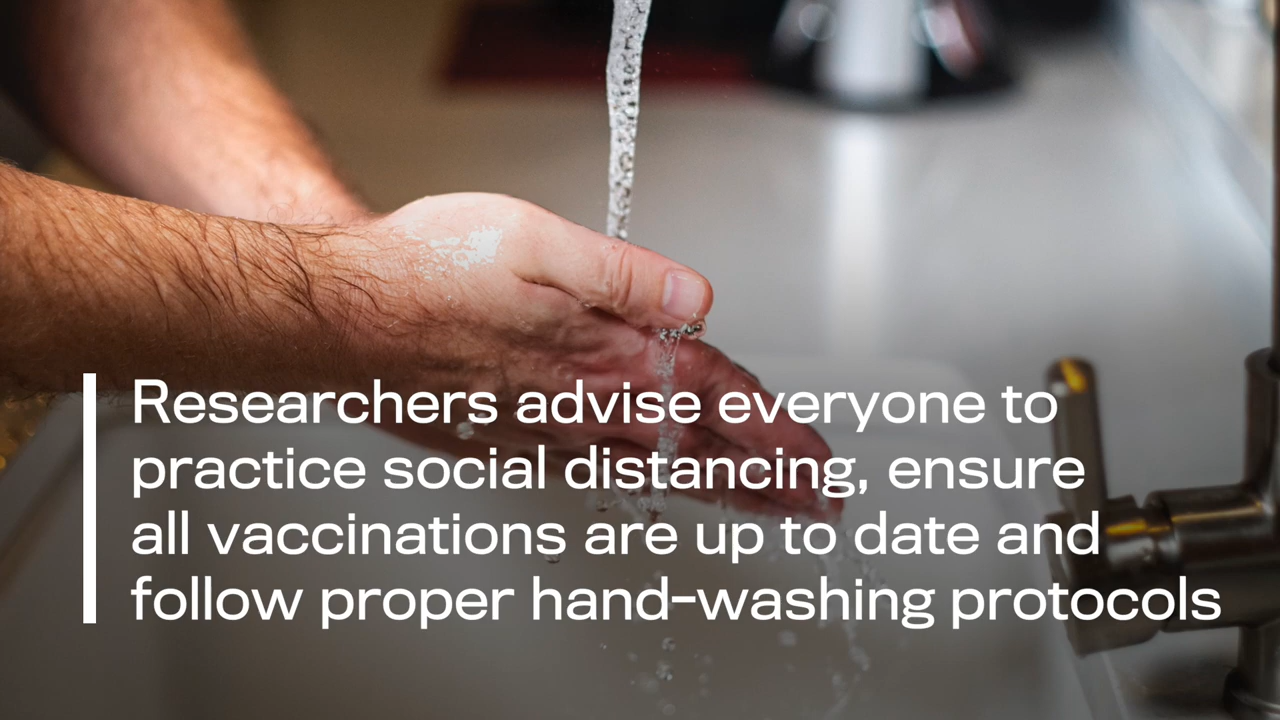 Researchers advise everyone to
practice social distancing, ensure
all vaccinations are up to date and
follow proper hand-washing protocols